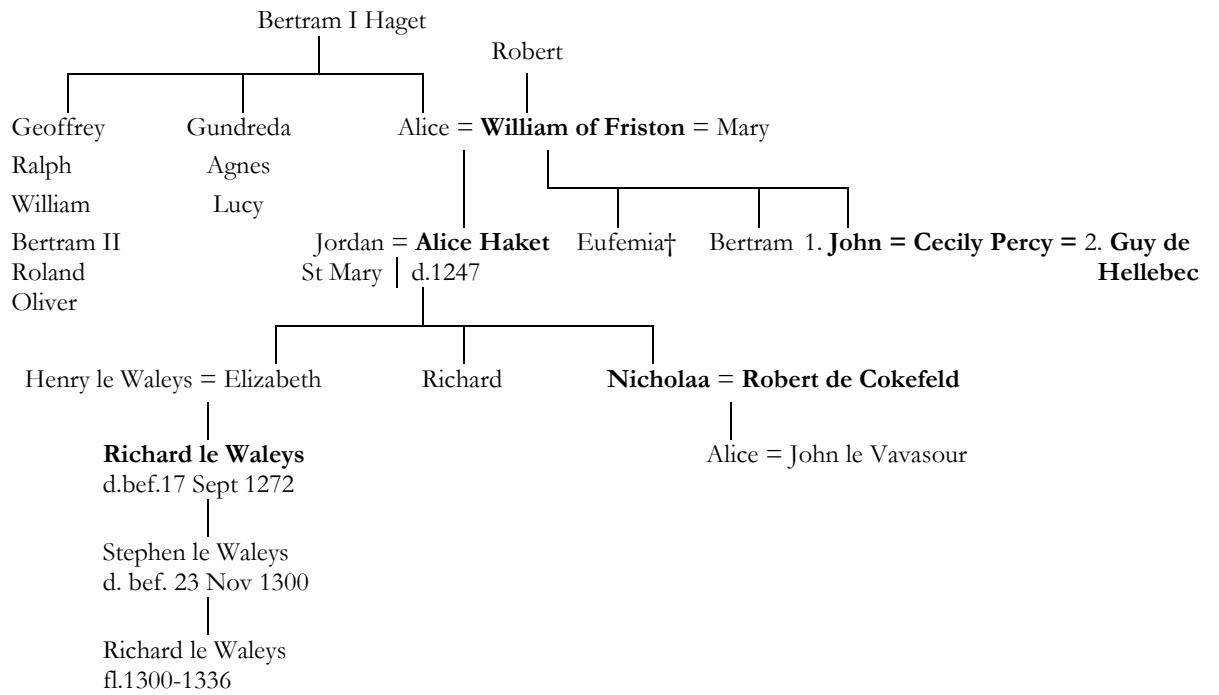 Bertram I Haget
Robert
Geoffrey Gundreda Alice = William of Friston = Mary
Ralph Agnes
William Lucy
Bertram II Jordan = Alice Haket Eufemia† Bertram 1. John = Cecily Percy = 2. Guy de
Roland St Mary d.1247 Hellebec
Oliver
Henry le Waleys = Elizabeth Richard Nicholaa = Robert de Cokefeld
Richard le Waleys Alice = John le Vavasour
d.bef.17 Sept 1272
Stephen le Waleys
d. bef. 23 Nov 1300
Richard le Waleys
fl.1300-1336